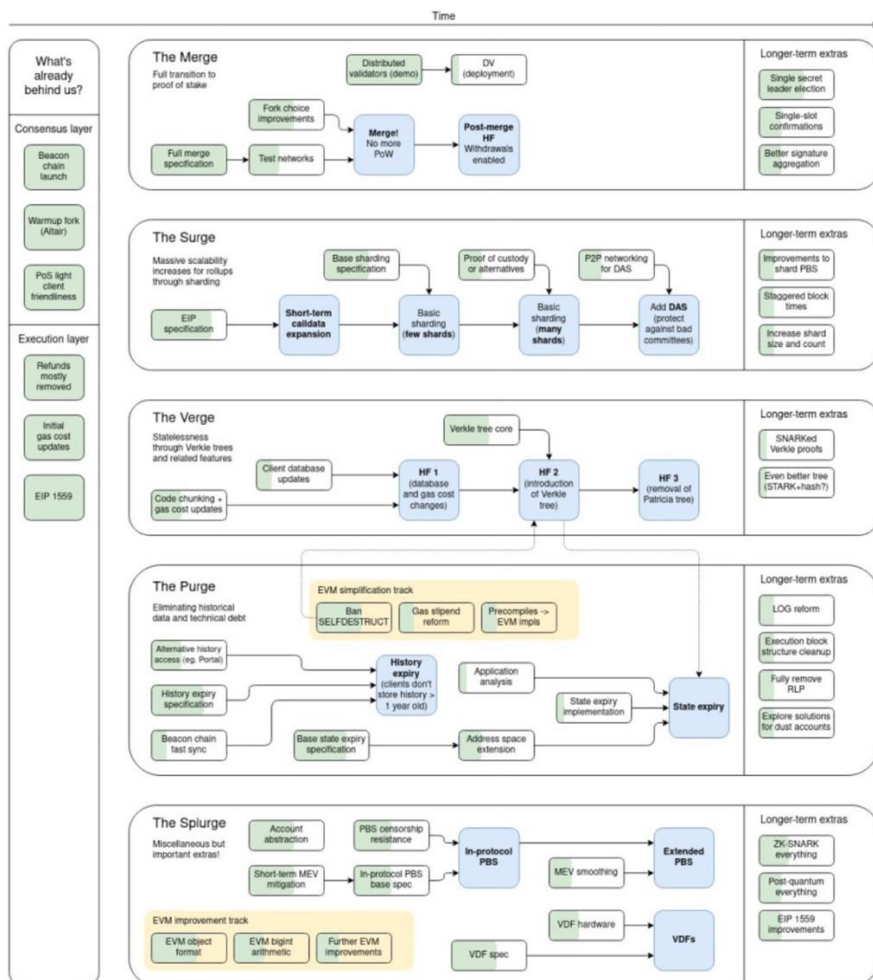 Time
What's
already
behind us?
Consensus layer
Beacon
chain
launch
Warmup fork
(Altair)
PoS light
client
friendliness
Execution layer
Refunds
mostly
removed
Initial
gas cost
updates
EIP 1559
The Merge
Full transition to
proof of stake
Distributed
validators (demo)
DV
(deployment)
Fork choice
improvements
Full merge
specification
Test networks
Merge!
No more
PoW
Post-merge
HF
Withdrawals
enabled
Longer-term extras
Single secret
leader election
Single-slot
confirmations
Better signature
aggregation
The Surge
Massive scalability
increases for rollups
through sharding
Base sharding
specification
Proof of custody
or alternatives
P2P networking
for DAS
EIP
specification
Short-term
calldata
expansion
Basic
sharding
(few shards)
Basic
sharding
(many
shards)
Add DAS
(protect
against bad
committees)
Longer-term extras
Improvements to
shard PBS
Staggered block
times
Increase shard
size and count
The Verge
Statelessness
through Verkle trees
and related features
Verkle tree core
Client database
updates
Code chunking +
gas cost updates
HF 1
(database
and gas cost
changes)
HF 2
(introduction
of Verkle
tree)
HF 3
(removal of
Patricia tree)
Longer-term extras
SNARKed
Verkle proofs
Even better tree
(STARK+hash?)
The Purge
Eliminating historical
data and technical debt
EVM simplification track
Ban
SELFDESTRUCT
Gas stipend
reform
Precompiles ->
EVM impls
Alternative history
access (eg. Portal)
History expiry
specification
Beacon chain
fast sync
History
expiry
(clients don't
store history >
1 year old)
Base state expiry
specification
Application
analysis
State expiry
implementation
Address space
extension
State expiry
Longer-term extras
LOG reform
Execution block
structure cleanup
Fully remove
RLP
Explore solutions
for dust accounts
The Splurge
Miscellaneous but
important extras!
Account
abstraction
PBS censorship
resistance
Short-term MEV
mitigation
In-protocol PBS
base spec
In-protocol
PBS
MEV smoothing
Extended
PBS
EVM improvement track
EVM object
format
EVM bigint
arithmetic
Further EVM
improvements
VDF hardware
VDF spec
VDFs
Longer-term extras
ZK-SNARK
everything
Post-quantum
everything
EIP 1559
improvements